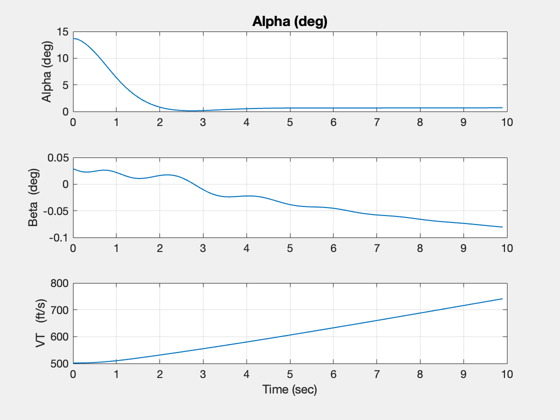 Alpha (deg)
Alpha (deg)
15
10
5
0
0 1 2 3 4 5 6 7 8 9 10
Beta (deg)
0.05
0
-0.05
-0.1
0 1 2 3 4 5 6 7 8 9 10
VT (ft/s)
800
700
600
500
0 1 2 3 4 5 6 7 8 9 10
Time (sec)